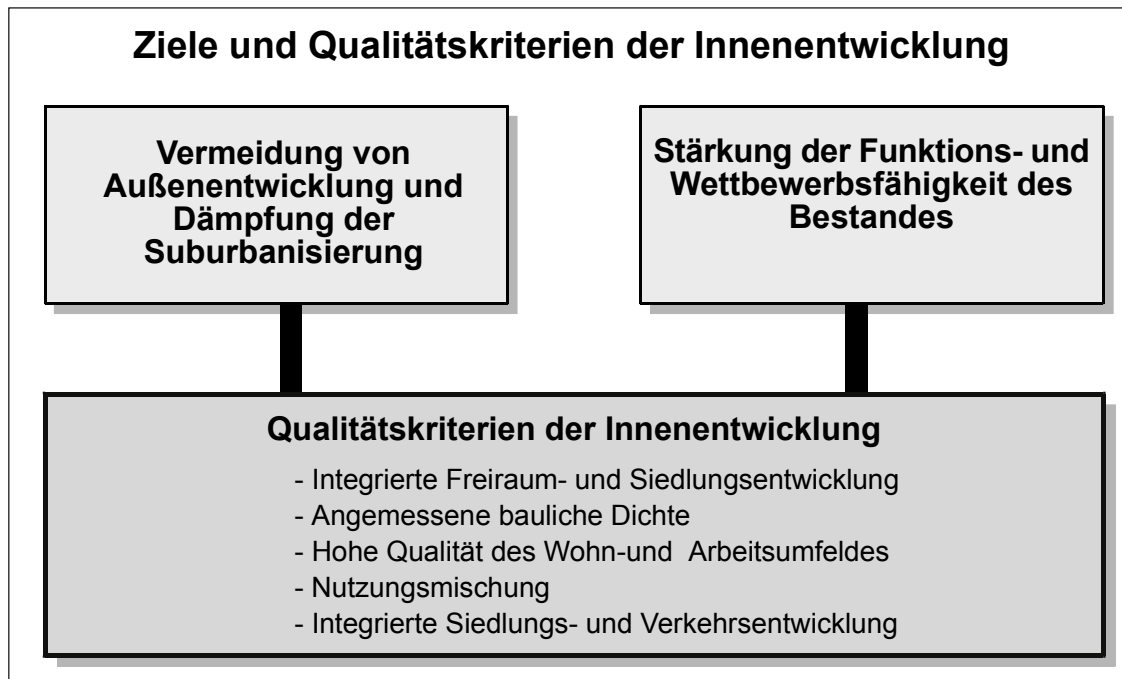 Ziele und Qualitätskriterien der Innenentwicklung
Vermeidung von
Außenentwicklung und
Dämpfung der
Suburbanisierung
Stärkung der Funktions- und
Wettbewerbsfähigkeit des
Bestandes
Qualitätskriterien der Innenentwicklung
- Integrierte Freiraum- und Siedlungsentwicklung
- Angemessene bauliche Dichte
- Hohe Qualität des Wohn-und Arbeitsumfeldes
- Nutzungsmischung
- Integrierte Siedlungs- und Verkehrsentwicklung